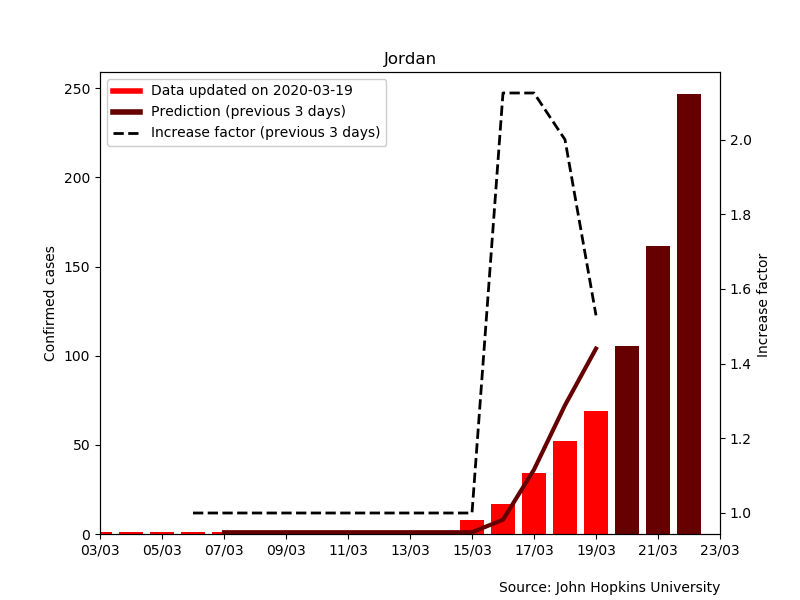 Jordan
Data updated on 2020-03-19
Prediction (previous 3 days)
Increase factor (previous 3 days)
Confirmed cases
250
200
150
100
50
0
Increase factor
2.0
1.8
1.6
1.4
1.2
1.0
03/03 05/03 07/03 09/03 11/03 13/03 15/03 17/03 19/03 21/03 23/03
Source: John Hopkins University